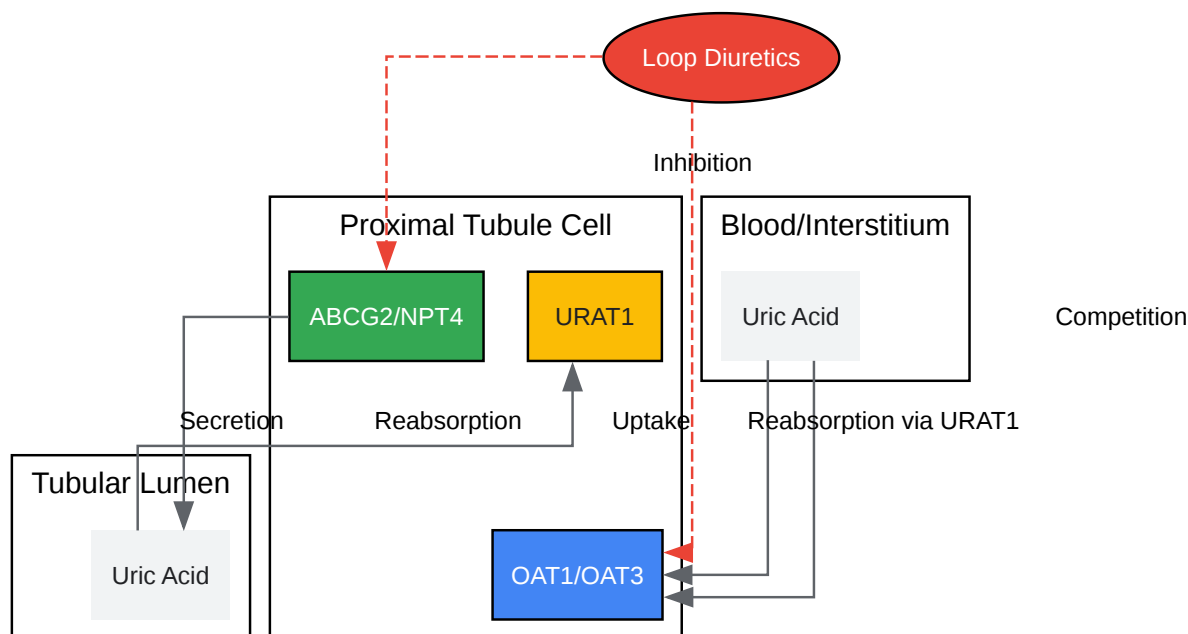 Loop Diuretics
Inhibition
Proximal Tubule Cell
Blood/Interstitium
ABCG2/NPT4
URAT1
Uric Acid
Competition
Secretion
Reabsorption
Uptake
Reabsorption via URAT1
Tubular Lumen
Uric Acid
OAT1/OAT3